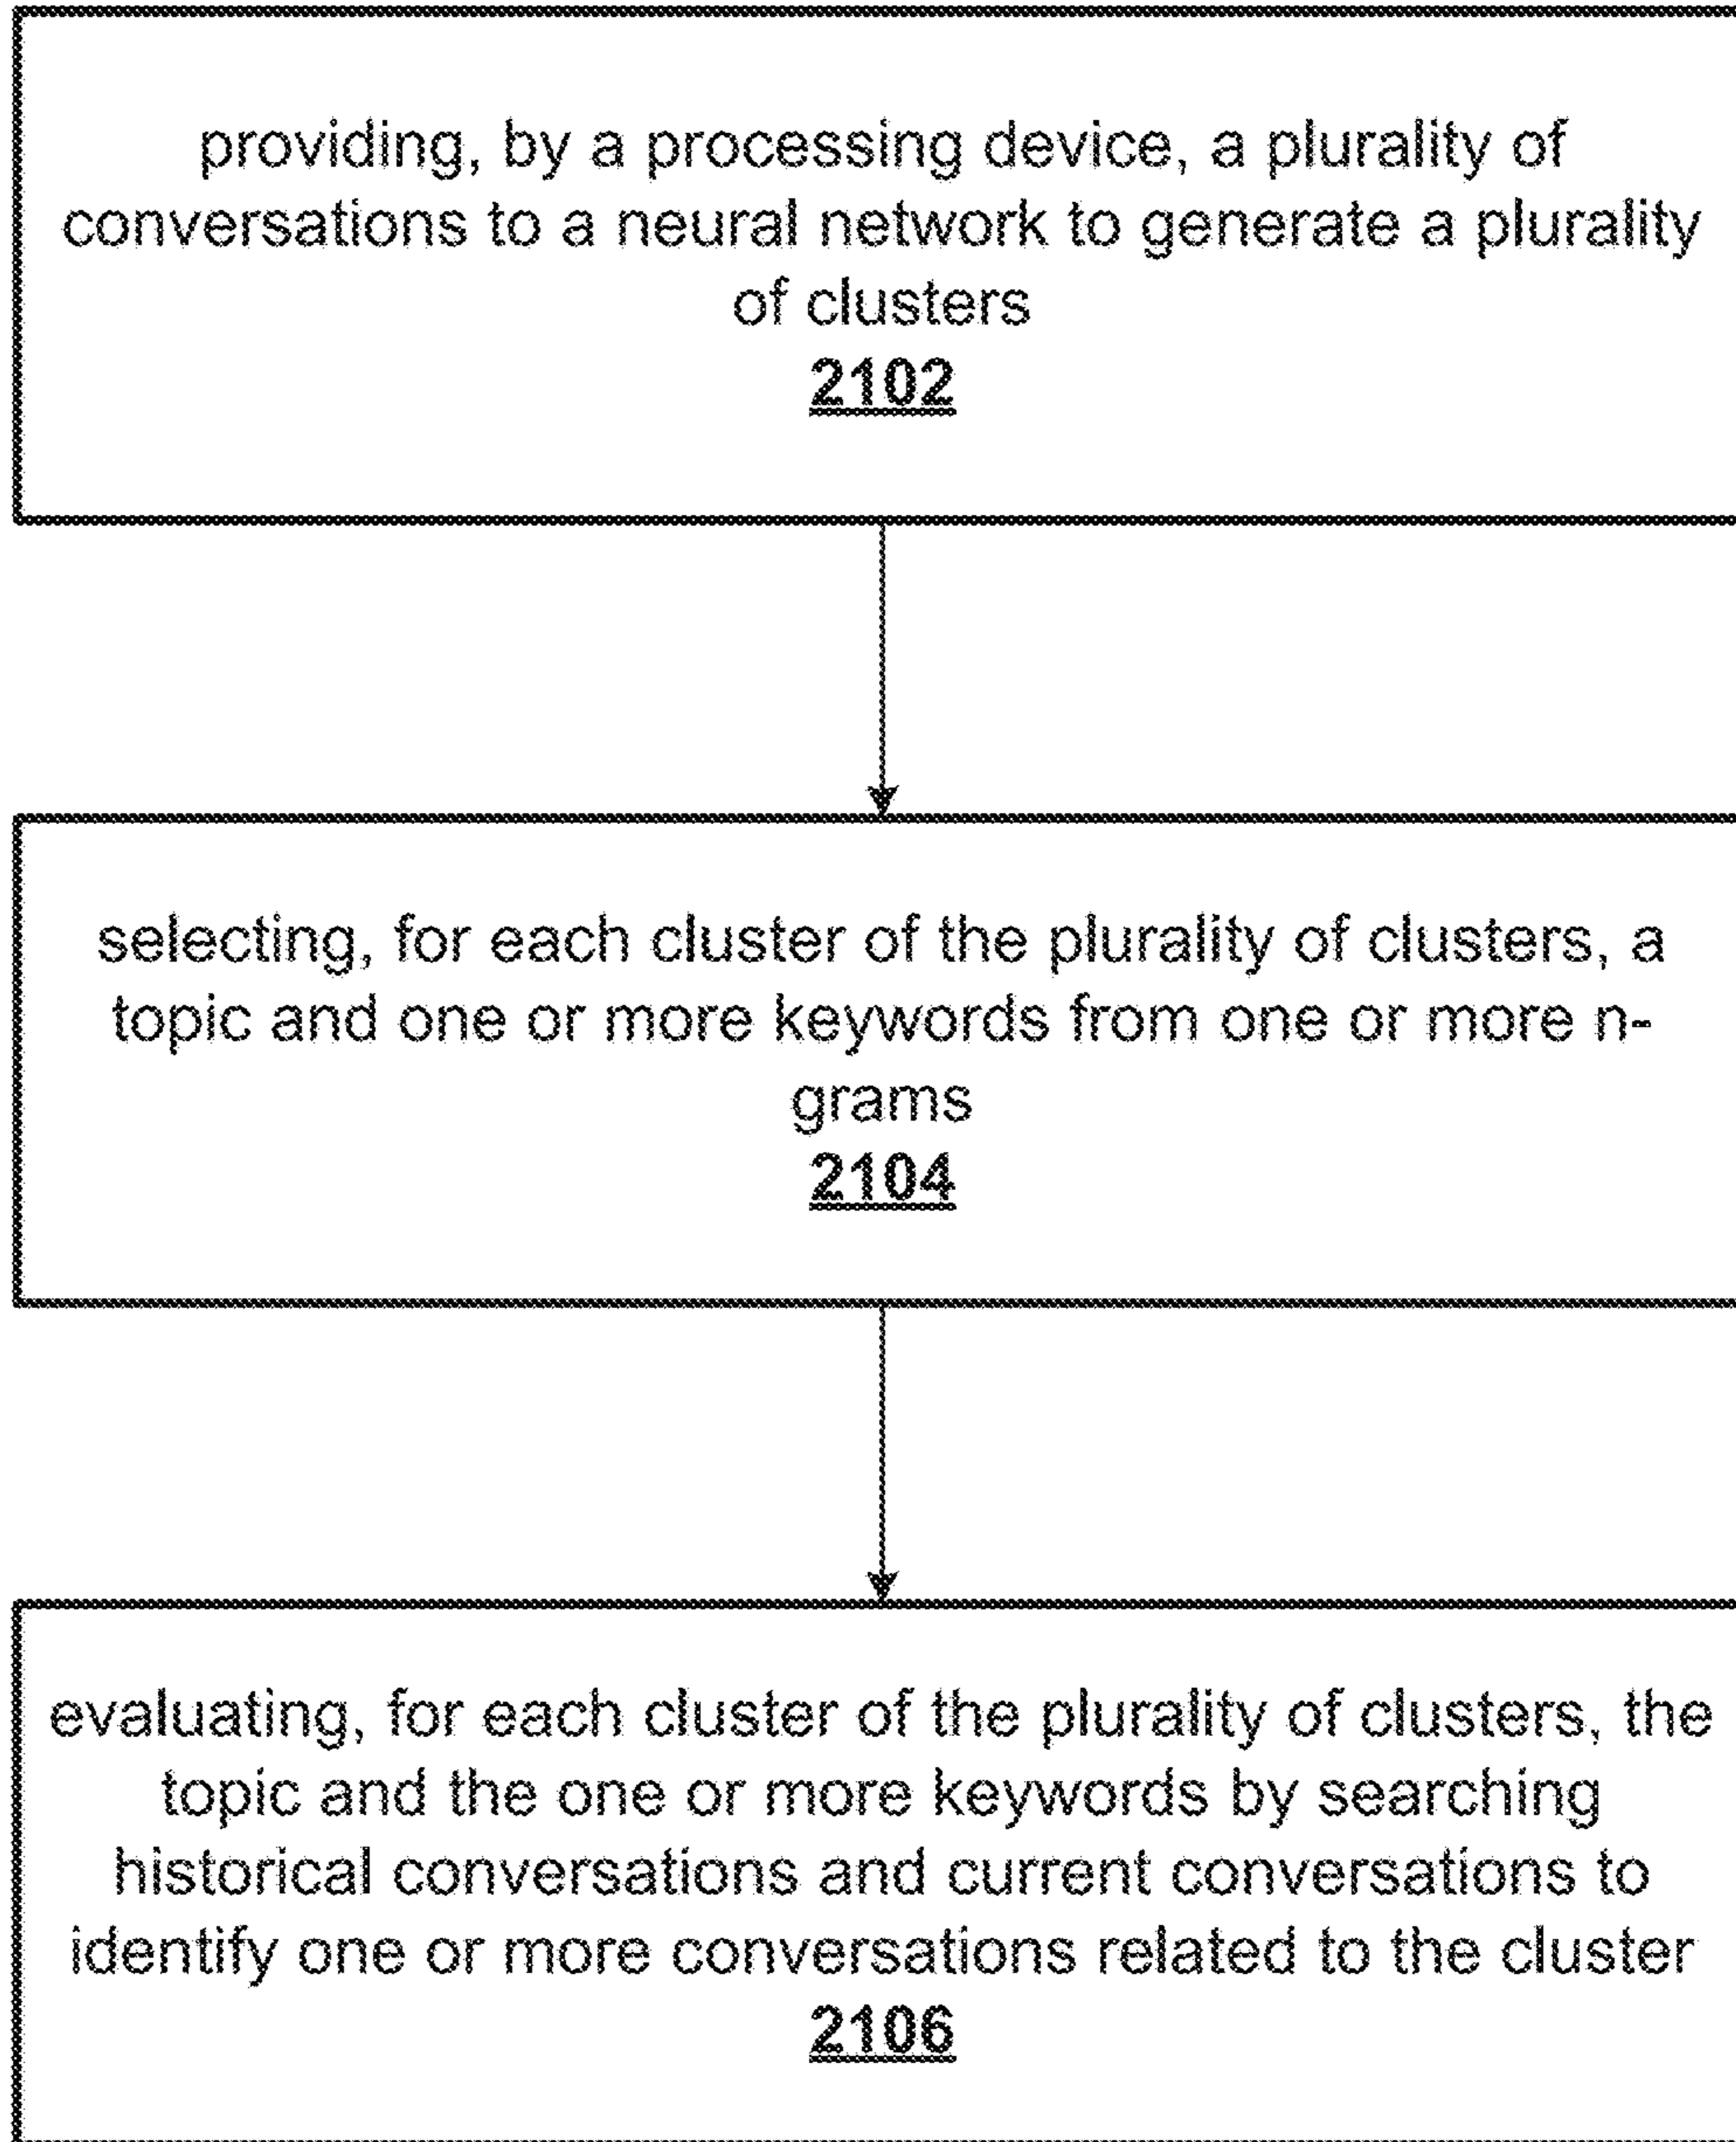 providing, by a processing device, a plurality of
conversations to a neural network to generate a plurality
of clusters
2102
selecting, for each cluster of the plurality of clusters, a
topic and one or more keywords from one or more n-
grams
2104
evaluating, for each cluster of the plurality of clusters, the
topic and the one or more keywords by searching
historical conversations and current conversations to
identify one or more conversations related to the cluster
2106